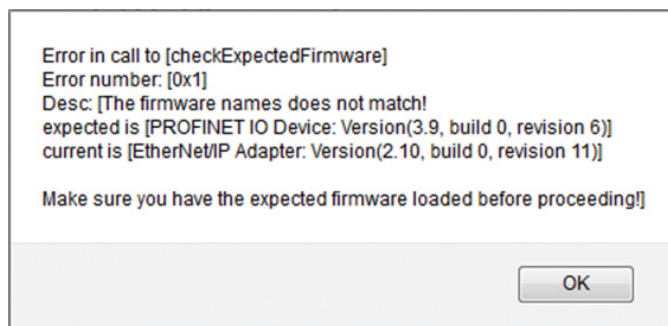 Error in call to [checkExpectedFirmware]
Error number: [0x1]
Desc: [The firmware names does not match!
expected is [PROFINET IO Device: Version(3.9, build 0, revision 6)]
current is [EtherNet/IP Adapter: Version(2.10, build 0, revision 11)]
Make sure you have the expected firmware loaded before proceeding!]
OK